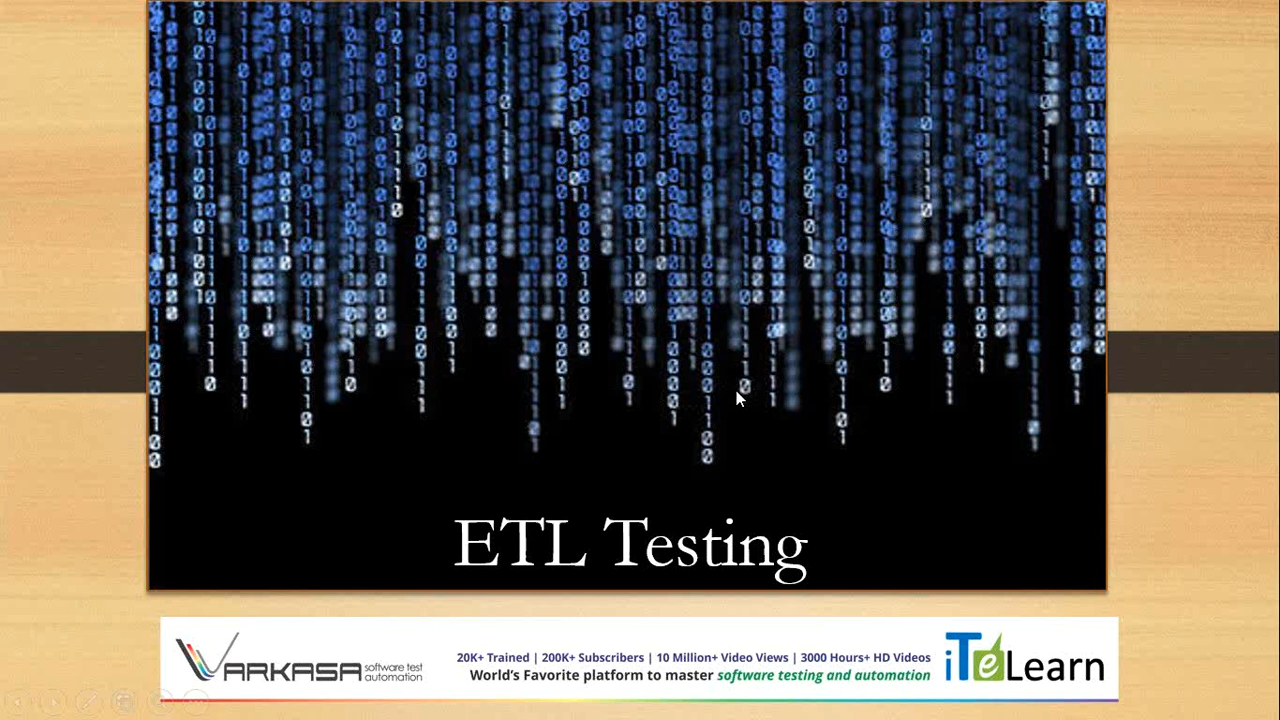 ETL Testing
VARKASA software test automation
20K+ Trained | 200K+ Subscribers | 10 Million+ Video Views | 3000 Hours+ HD Videos
World's Favorite platform to master software testing and automation
iTeLearn